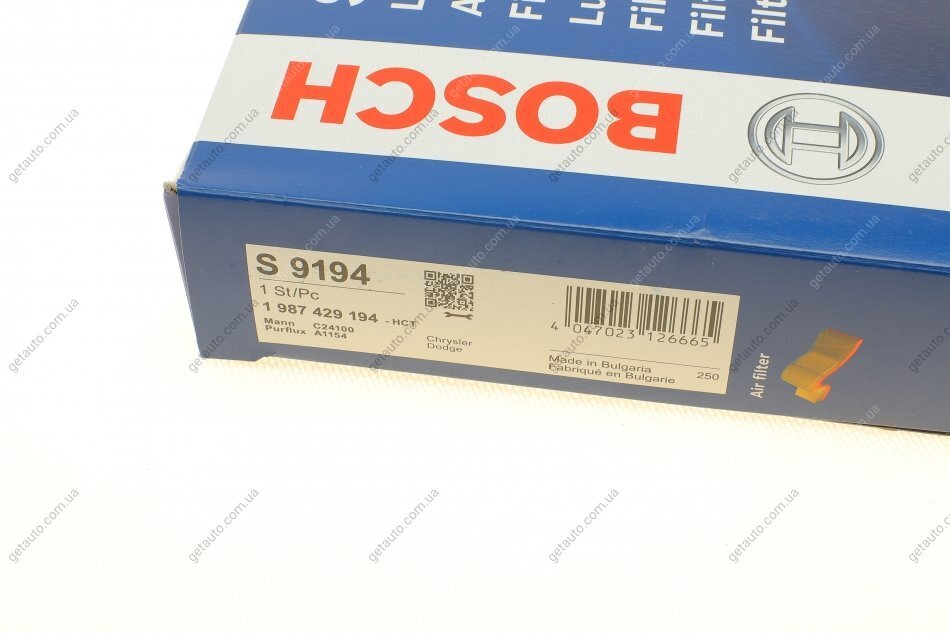 BOSCH
S 9194
1 St/Pc
1 987 429 194 - HCT
Mann C24100
Purflux A1154
Chrysler
Dodge
4 047023 126665
Made in Bulgaria
Fabriqué en Bulgarie 250
Air filter
getauto.com.ua